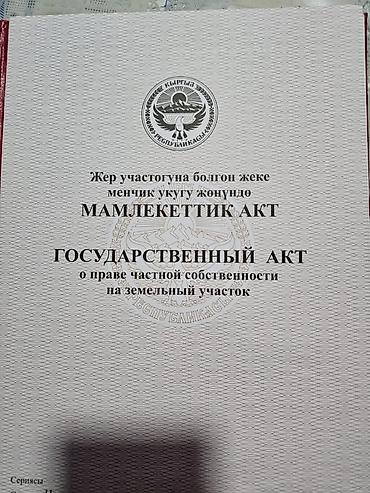 КЫРГЫЗ
РЕСПУБЛИКАСЫ
Жер участогуна болгон жеке
менчик укугу жөнүндө
МАМЛЕКЕТТИК АКТ
ГОСУДАРСТВЕННЫЙ АКТ
о праве частной собственности
на земельный участок
РЕСПУБЛИКАСЫ
Сериясы